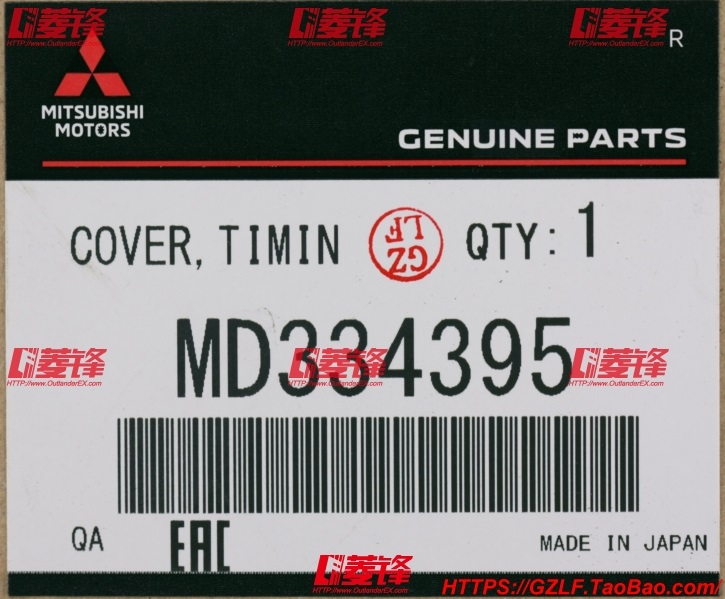 菱锋
HTTP://www.OutlanderEX.com
菱锋
HTTP://www.OutlanderEX.com
菱锋
HTTP://www.OutlanderEX.com
R
MITSUBISHI
MOTORS
GENUINE PARTS
COVER, TIMIN
GZ
LF
QTY: 1
MD334395
菱锋
HTTP://www.OutlanderEX.com
菱锋
HTTP://www.OutlanderEX.com
菱锋
HTTP://www.OutlanderEX.com
QA
EAC
MADE IN JAPAN
菱锋
HTTP://www.OutlanderEX.com
HTTPS://GZLF.TaoBao.com/